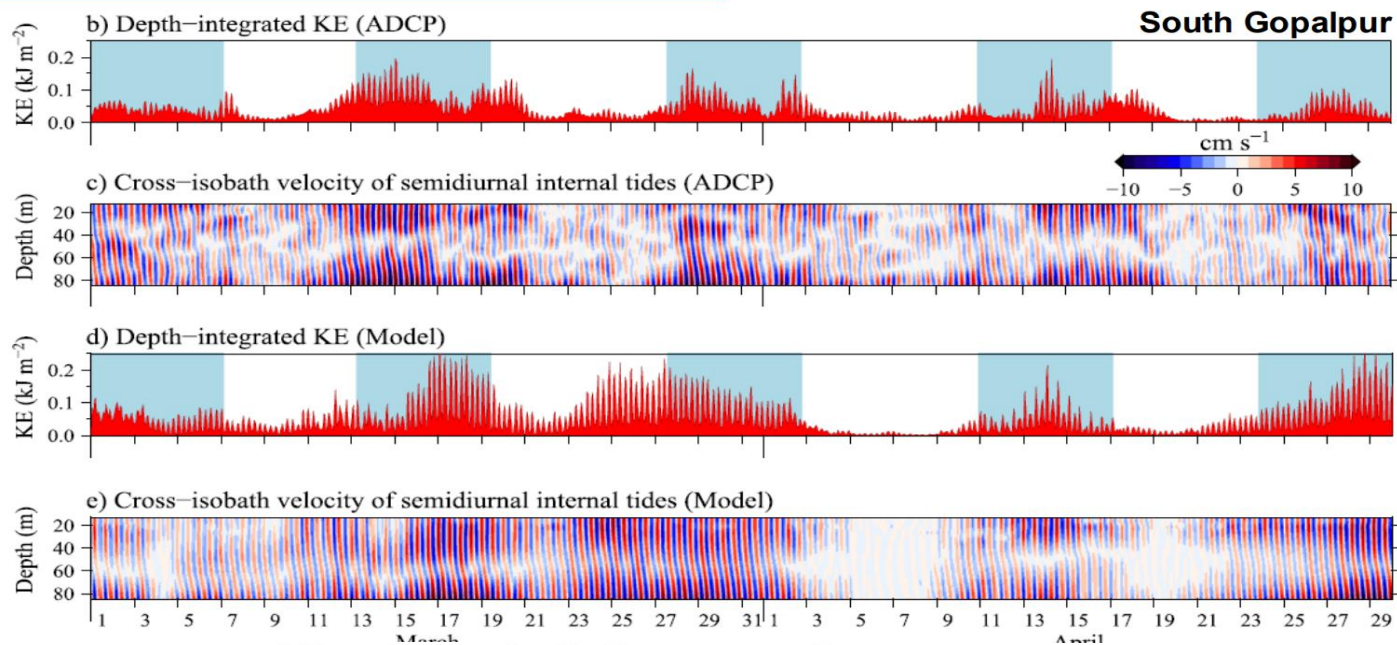 South Gopalpur
b) Depth−integrated KE (ADCP)
KE (kJ m⁻²)
0.2
0.1
0.0
cm s⁻¹
−10 −5 0 5 10
c) Cross−isobath velocity of semidiurnal internal tides (ADCP)
Depth (m)
20
40
60
80
d) Depth−integrated KE (Model)
KE (kJ m⁻²)
0.2
0.1
0.0
e) Cross−isobath velocity of semidiurnal internal tides (Model)
Depth (m)
20
40
60
80
1 3 5 7 9 11 13 15 17 19 21 23 25 27 29 31 1 3 5 7 9 11 13 15 17 19 21 23 25 27 29
March April